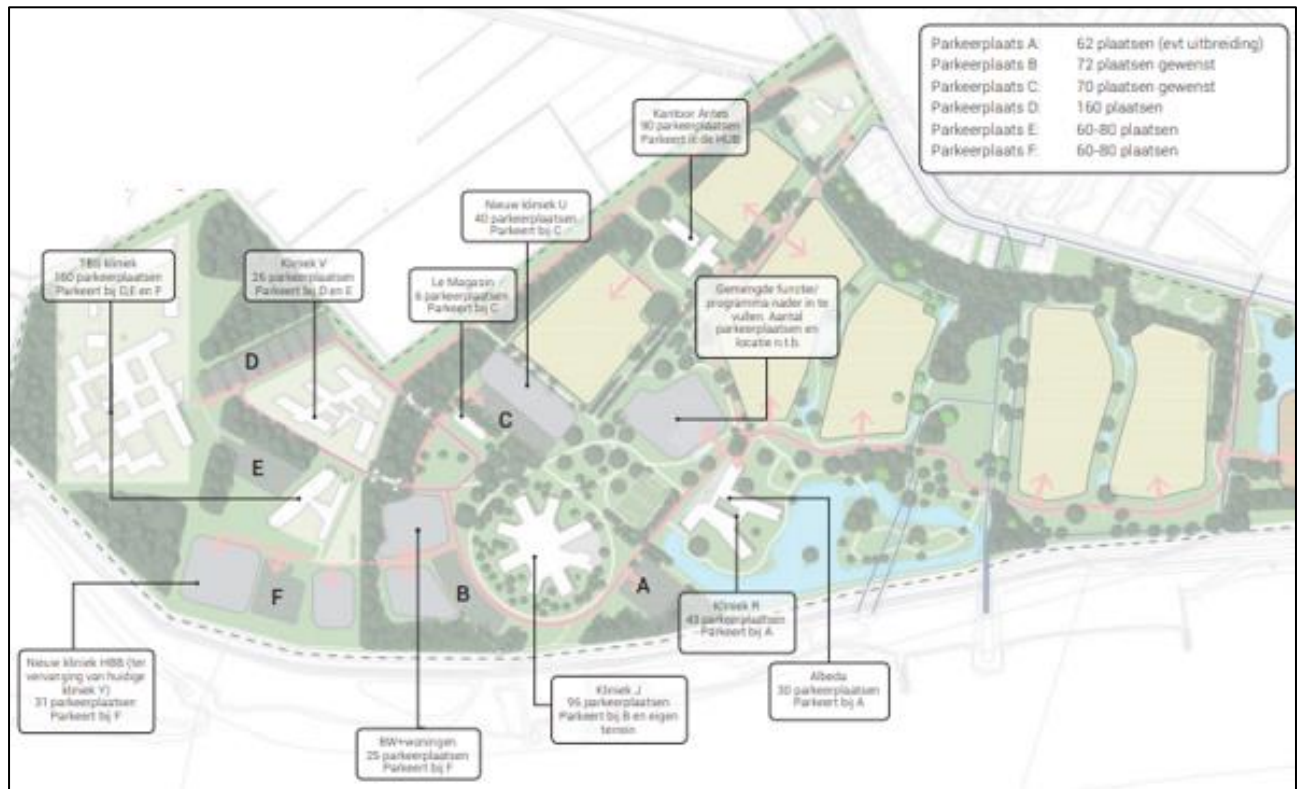 Parkeerplaats A: 62 plaatsen (evt uitbreiding)
Parkeerplaats B 72 plaatsen gewenst
Parkeerplaats C: 70 plaatsen gewenst
Parkeerplaats D: 160 plaatsen
Parkeerplaats E: 60-80 plaatsen
Parkeerplaats F: 60-80 plaatsen
Kantoor Antes
90 parkeerplaatsen
Parkeert in de HUB
Nieuw kliniek U
40 parkeerplaatsen
Parkeert bij C
TBS kliniek
160 parkeerplaatsen
Parkeert bij D,E en F
Kliniek V
26 parkeerplaatsen
Parkeert bij D en E
Le Magasin
6 parkeerplaatsen
Parkeert bij C
Gemengde functie/
programma nader in te
vullen. Aantal
parkeerplaatsen en
locatie n.t.b.
D
C
E
F
B
A
Kliniek R
43 parkeerplaatsen
Parkeert bij A
Nieuw kliniek HBB (ter
vervanging van huidige
kliniek Y)
31 parkeerplaatsen
Parkeert bij F
Kliniek J
95 parkeerplaatsen
Parkeert bij B en eigen
terrein
Albeda
30 parkeerplaatsen
Parkeert bij A
BW+woningen
25 parkeerplaatsen
Parkeert bij F